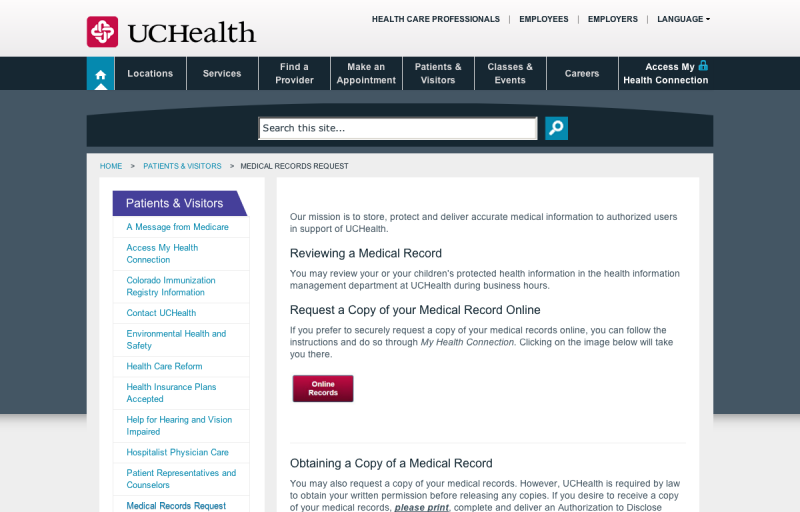 HEALTH CARE PROFESSIONALS | EMPLOYEES | EMPLOYERS | LANGUAGE
UCHealth
Locations
Services
Find a
Provider
Make an
Appointment
Patients &
Visitors
Classes &
Events
Careers
Access My
Health Connection
Search this site...
HOME > PATIENTS & VISITORS > MEDICAL RECORDS REQUEST
Patients & Visitors
A Message from Medicare
Access My Health
Connection
Colorado Immunization
Registry Information
Contact UCHealth
Environmental Health and
Safety
Health Care Reform
Health Insurance Plans
Accepted
Help for Hearing and Vision
Impaired
Hospitalist Physician Care
Patient Representatives and
Counselors
Medical Records Request
Our mission is to store, protect and deliver accurate medical information to authorized users
in support of UCHealth.
Reviewing a Medical Record
You may review your or your children's protected health information in the health information
management department at UCHealth during business hours.
Request a Copy of your Medical Record Online
If you prefer to securely request a copy of your medical records online, you can follow the
instructions and do so through My Health Connection. Clicking on the image below will take
you there.
Online
Records
Obtaining a Copy of a Medical Record
You may also request a copy of your medical records. However, UCHealth is required by law
to obtain your written permission before releasing any copies. If you desire to receive a copy
of your medical records, please print, complete and deliver an Authorization to Disclose